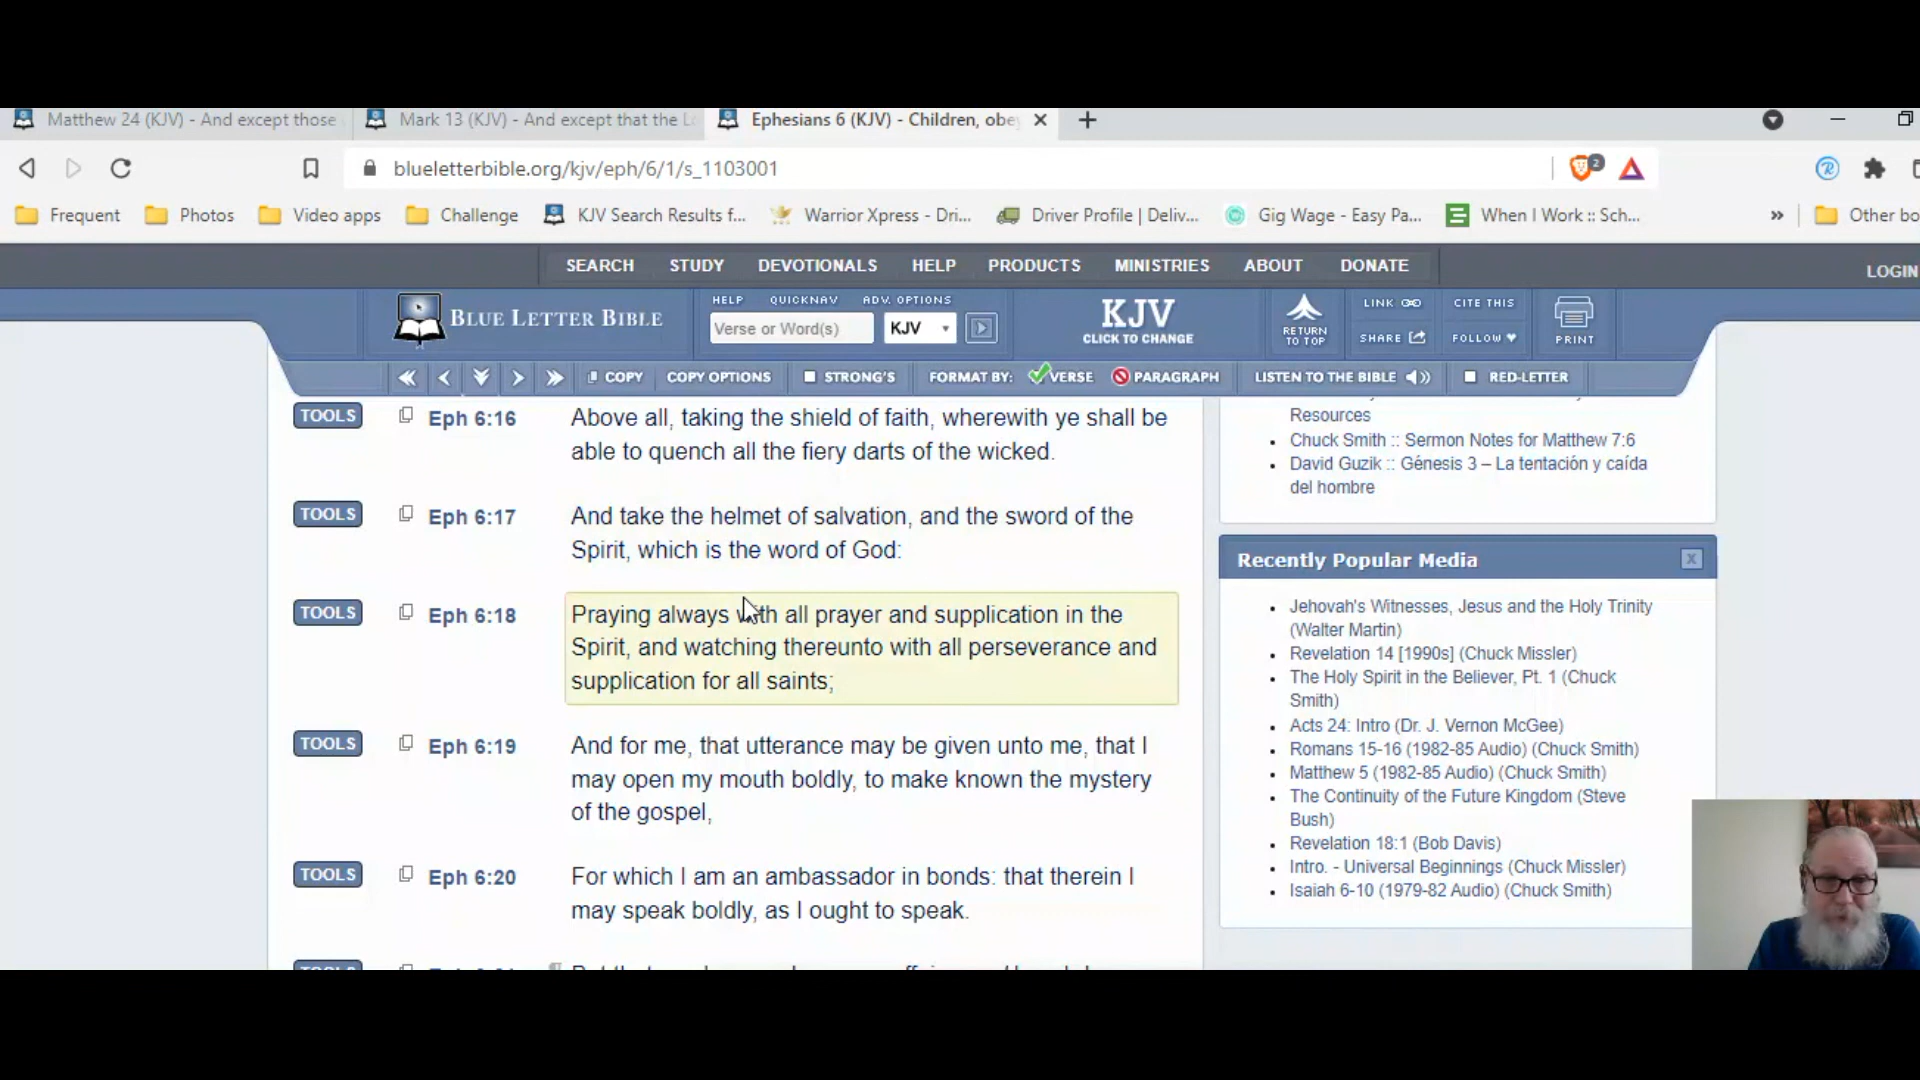 Matthew 24 (KJV) - And except those
Mark 13 (KJV) - And except that the L
Ephesians 6 (KJV) - Children, obe
blueletterbible.org/kjv/eph/6/1/s_1103001
2
Frequent
Photos
Video apps
Challenge
KJV Search Results f...
Warrior Xpress - Dri...
Driver Profile | Deliv...
Gig Wage - Easy Pa...
When I Work :: Sch...
»
Other bo
SEARCH
STUDY
DEVOTIONALS
HELP
PRODUCTS
MINISTRIES
ABOUT
DONATE
LOGIN
BLUE LETTER BIBLE
HELP
QUICKNAV
ADV. OPTIONS
Verse or Word(s)
KJV
KJV
CLICK TO CHANGE
RETURN
TO TOP
LINK
CITE THIS
SHARE
FOLLOW
PRINT
COPY
COPY OPTIONS
STRONG'S
FORMAT BY:
VERSE
PARAGRAPH
LISTEN TO THE BIBLE
RED-LETTER
TOOLS
Eph 6:16
Above all, taking the shield of faith, wherewith ye shall be
able to quench all the fiery darts of the wicked.
TOOLS
Eph 6:17
And take the helmet of salvation, and the sword of the
Spirit, which is the word of God:
TOOLS
Eph 6:18
Praying always with all prayer and supplication in the
Spirit, and watching thereunto with all perseverance and
supplication for all saints;
TOOLS
Eph 6:19
And for me, that utterance may be given unto me, that I
may open my mouth boldly, to make known the mystery
of the gospel,
TOOLS
Eph 6:20
For which I am an ambassador in bonds: that therein I
may speak boldly, as I ought to speak.
Resources
Chuck Smith :: Sermon Notes for Matthew 7:6
David Guzik :: Génesis 3 – La tentación y caída
del hombre
Recently Popular Media
x
Jehovah's Witnesses, Jesus and the Holy Trinity
(Walter Martin)
Revelation 14 [1990s] (Chuck Missler)
The Holy Spirit in the Believer, Pt. 1 (Chuck
Smith)
Acts 24: Intro (Dr. J. Vernon McGee)
Romans 15-16 (1982-85 Audio) (Chuck Smith)
Matthew 5 (1982-85 Audio) (Chuck Smith)
The Continuity of the Future Kingdom (Steve
Bush)
Revelation 18:1 (Bob Davis)
Intro. - Universal Beginnings (Chuck Missler)
Isaiah 6-10 (1979-82 Audio) (Chuck Smith)